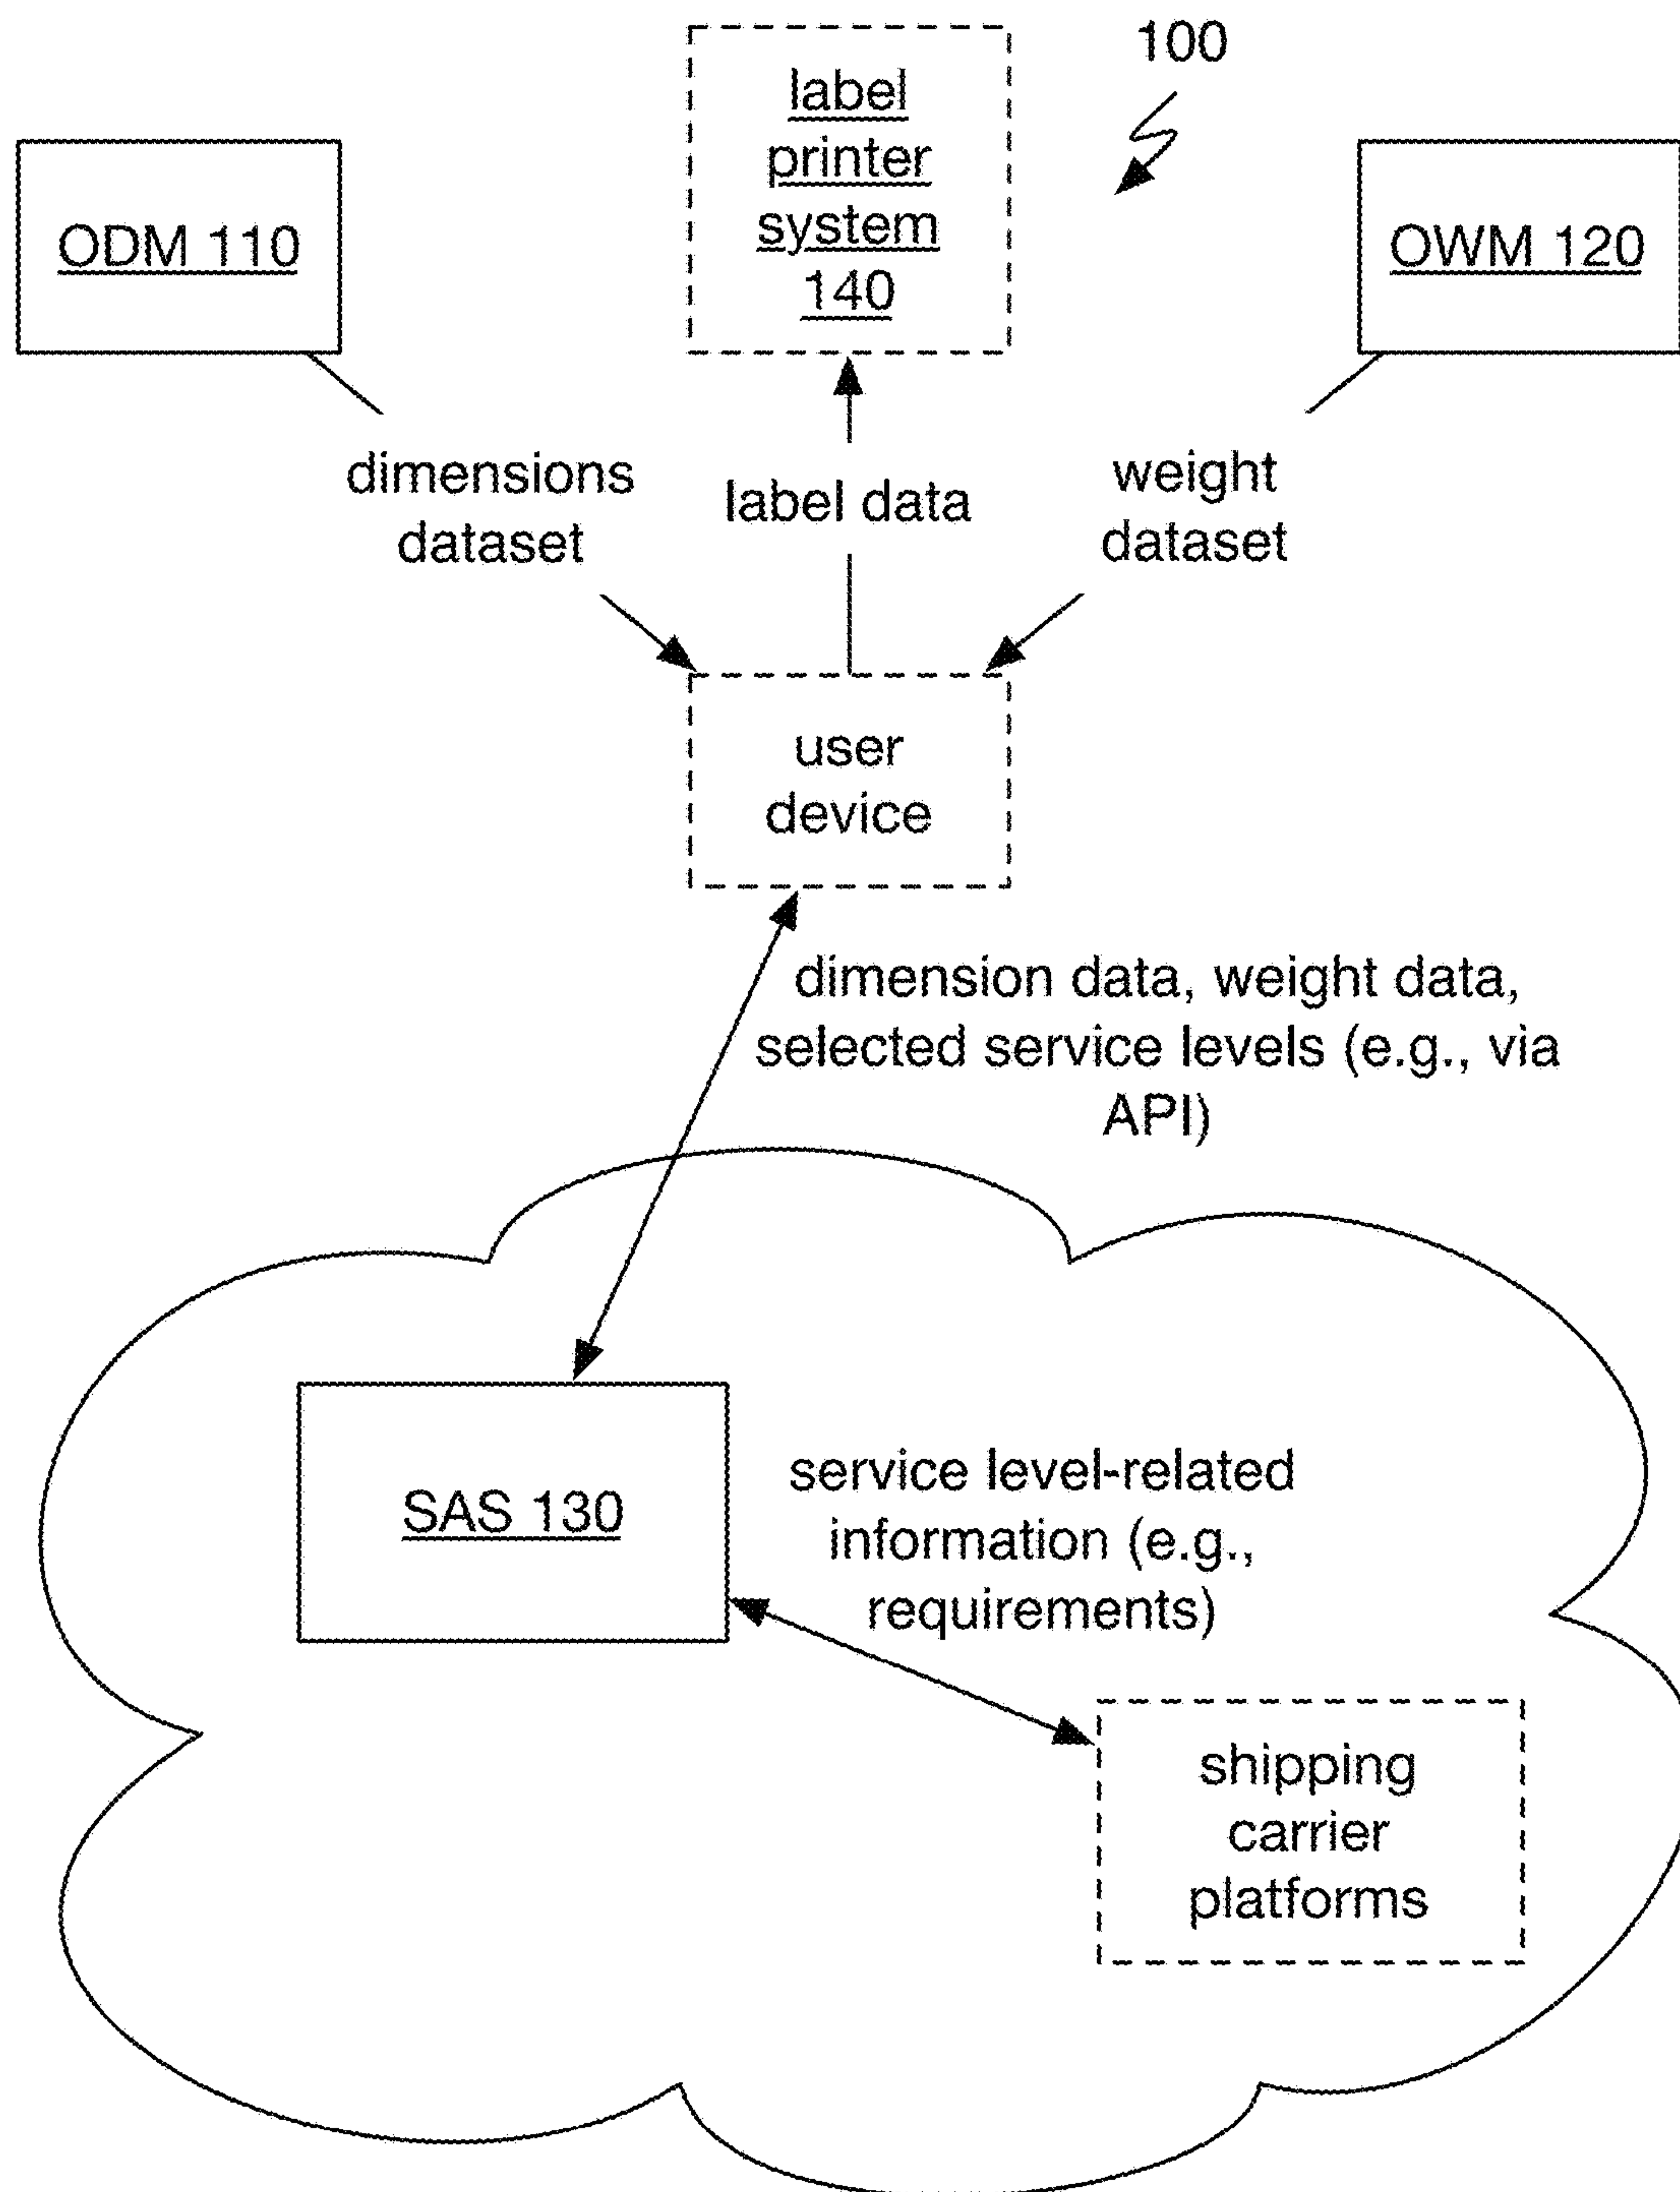 100
label
printer
system
140
ODM 110
OWM 120
dimensions
dataset
label data
weight
dataset
user
device
dimension data, weight data,
selected service levels (e.g., via
API)
SAS 130
service level-related
information (e.g.,
requirements)
shipping
carrier
platforms